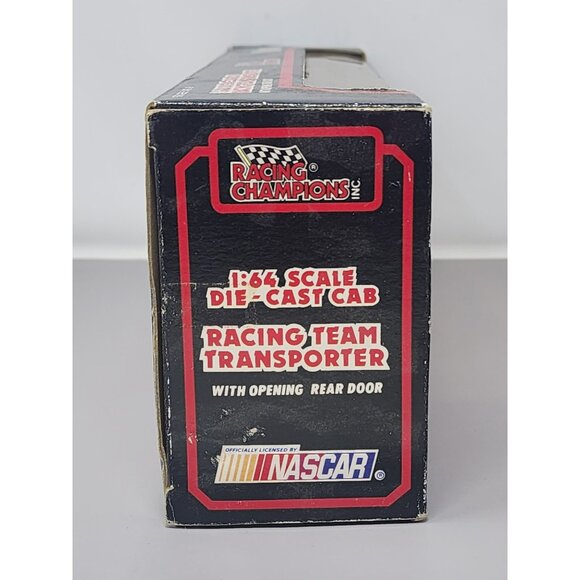 RACING ®
CHAMPIONS INC.
1:64 SCALE
DIE-CAST CAB
RACING TEAM
TRANSPORTER
WITH OPENING REAR DOOR
OFFICIALLY LICENSED BY
NASCAR ®